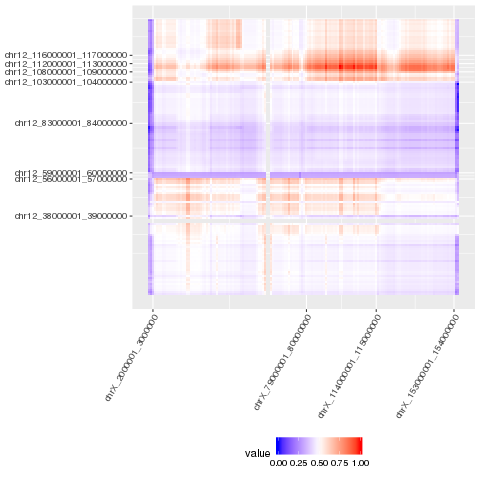 chr12_116000001_117000000
chr12_112000001_113000000
chr12_108000001_109000000
chr12_103000001_104000000
chr12_83000001_84000000
chr12_59000001_60000000
chr12_56000001_57000000
chr12_38000001_39000000
chrX_2000001_3000000
chrX_79000001_80000000
chrX_114000001_115000000
chrX_153000001_154000000
value
0.00 0.25 0.50 0.75 1.00